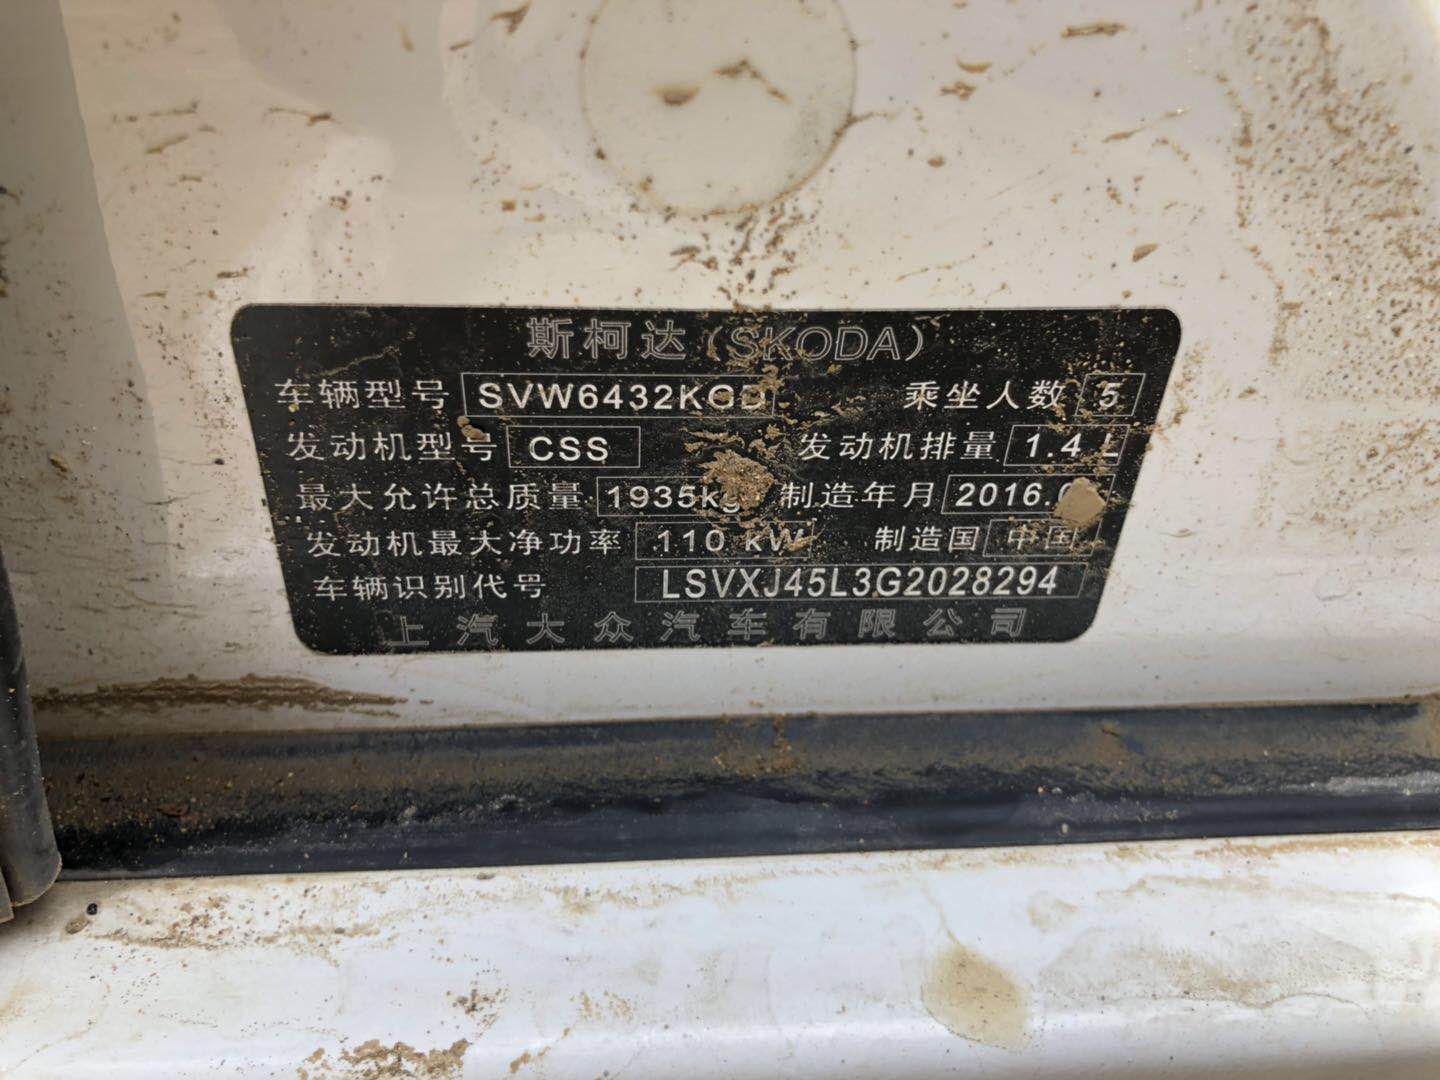 斯柯达(SKODA)
车辆型号 SVW6432KGD 乘坐人数 5
发动机型号 CSS 发动机排量 1.4 L
最大允许总质量 1935kg 制造年月 2016.
发动机最大净功率 110 kW 制造国 中国
车辆识别代号 LSVXJ45L3G2028294
上汽大众汽车有限公司